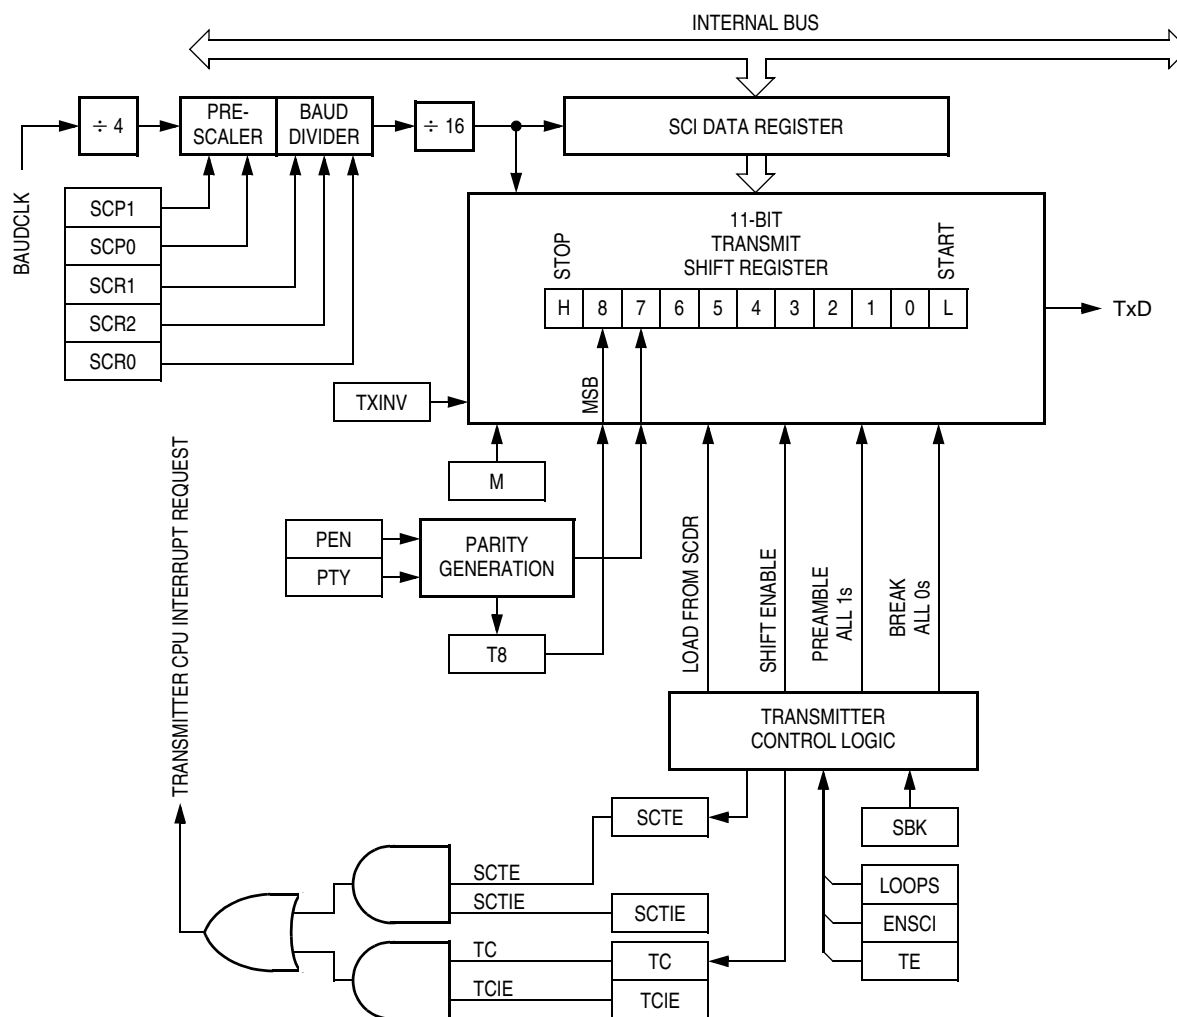 INTERNAL BUS
÷ 4
PRE-
SCALER
BAUD
DIVIDER
÷ 16
SCI DATA REGISTER
BAUDCLK
SCP1
SCP0
SCR1
SCR2
SCR0
11-BIT
TRANSMIT
SHIFT REGISTER
STOP
START
H 8 7 6 5 4 3 2 1 0 L
TxD
TXINV
MSB
M
PEN
PTY
PARITY
GENERATION
T8
LOAD FROM SCDR
SHIFT ENABLE
PREAMBLE
ALL 1s
BREAK
ALL 0s
TRANSMITTER CPU INTERRUPT REQUEST
TRANSMITTER
CONTROL LOGIC
SCTE
SBK
SCTE
SCTIE
SCTIE
LOOPS
ENSCI
TE
TC
TC
TCIE
TCIE